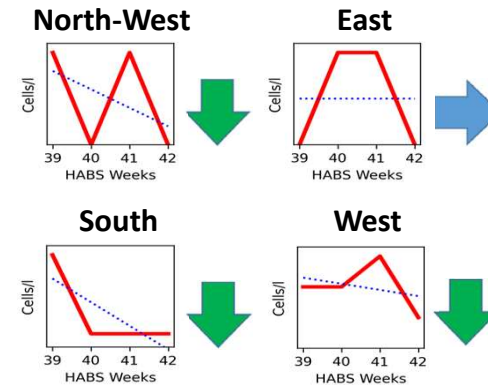 North-West
Cells/l
39 40 41 42
HABS Weeks
East
Cells/l
39 40 41 42
HABS Weeks
South
Cells/l
39 40 41 42
HABS Weeks
West
Cells/l
39 40 41 42
HABS Weeks